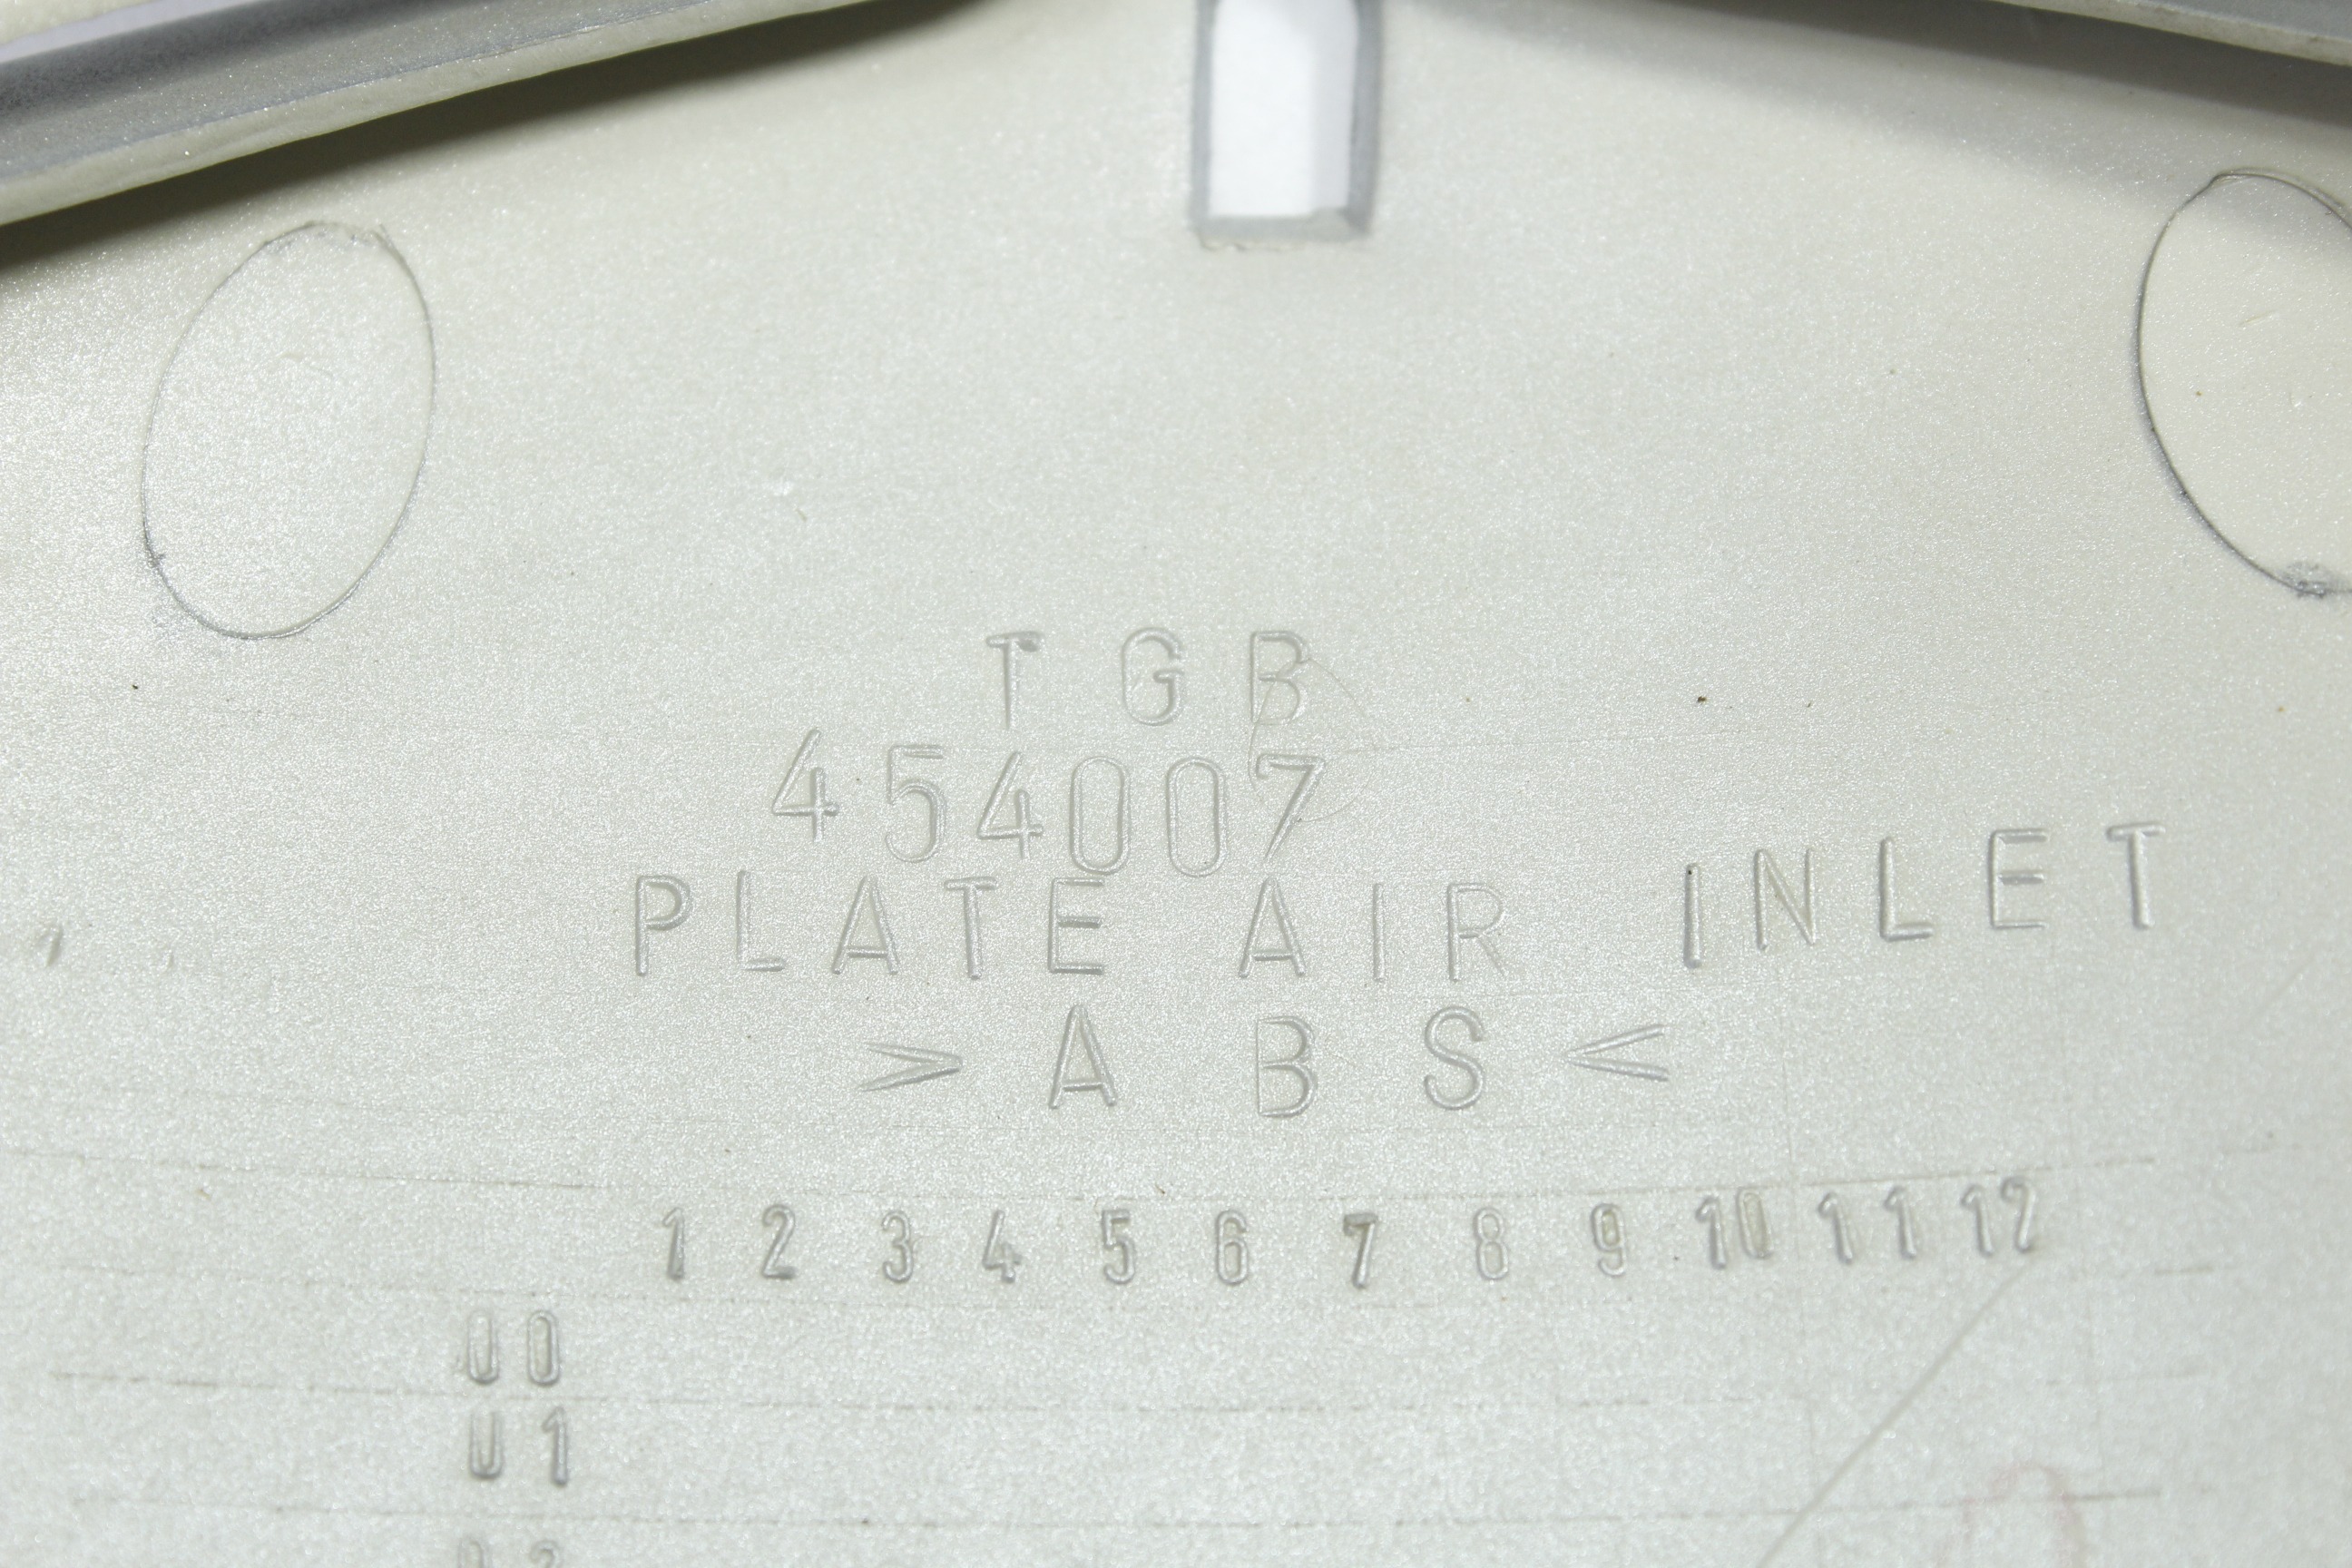 TGB
454007
PLATE AIR INLET
>ABS<
1 2 3 4 5 6 7 8 9 10 11 12
00
01